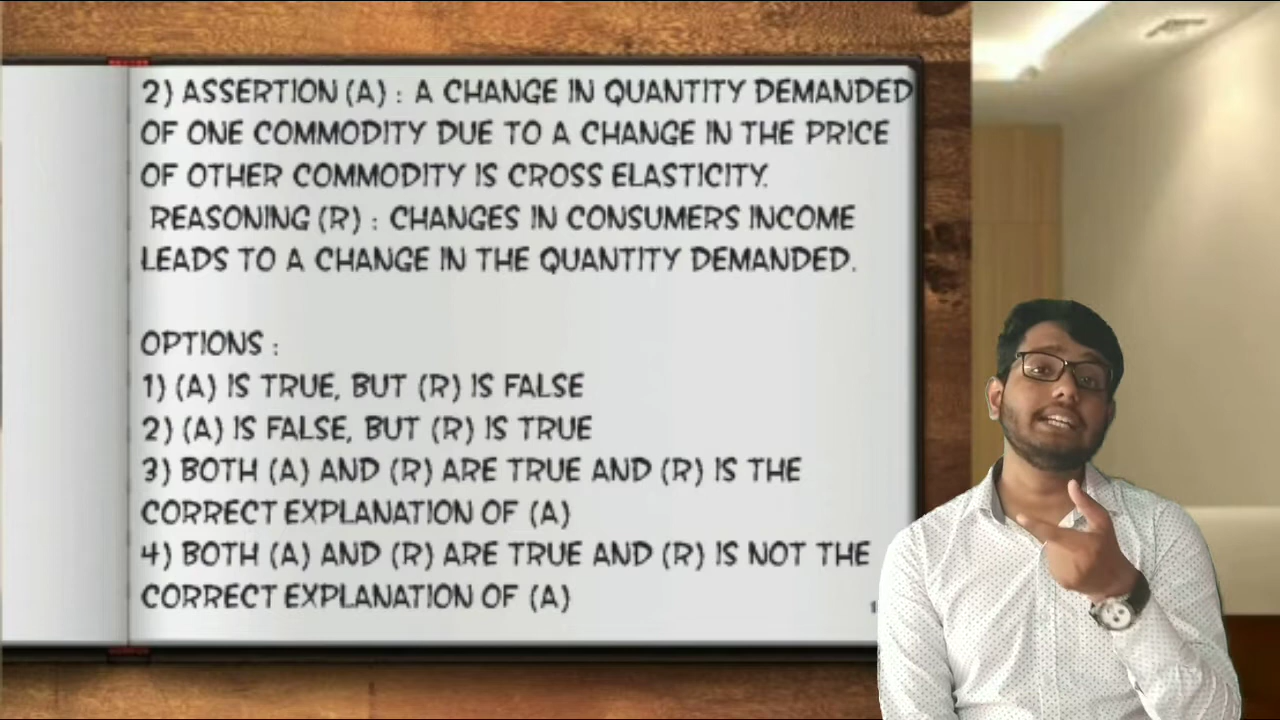 2) ASSERTION (A) : A CHANGE IN QUANTITY DEMANDED
OF ONE COMMODITY DUE TO A CHANGE IN THE PRICE
OF OTHER COMMODITY IS CROSS ELASTICITY.
REASONING (R) : CHANGES IN CONSUMERS INCOME
LEADS TO A CHANGE IN THE QUANTITY DEMANDED.
OPTIONS :
1) (A) IS TRUE, BUT (R) IS FALSE
2) (A) IS FALSE, BUT (R) IS TRUE
3) BOTH (A) AND (R) ARE TRUE AND (R) IS THE
CORRECT EXPLANATION OF (A)
4) BOTH (A) AND (R) ARE TRUE AND (R) IS NOT THE
CORRECT EXPLANATION OF (A)